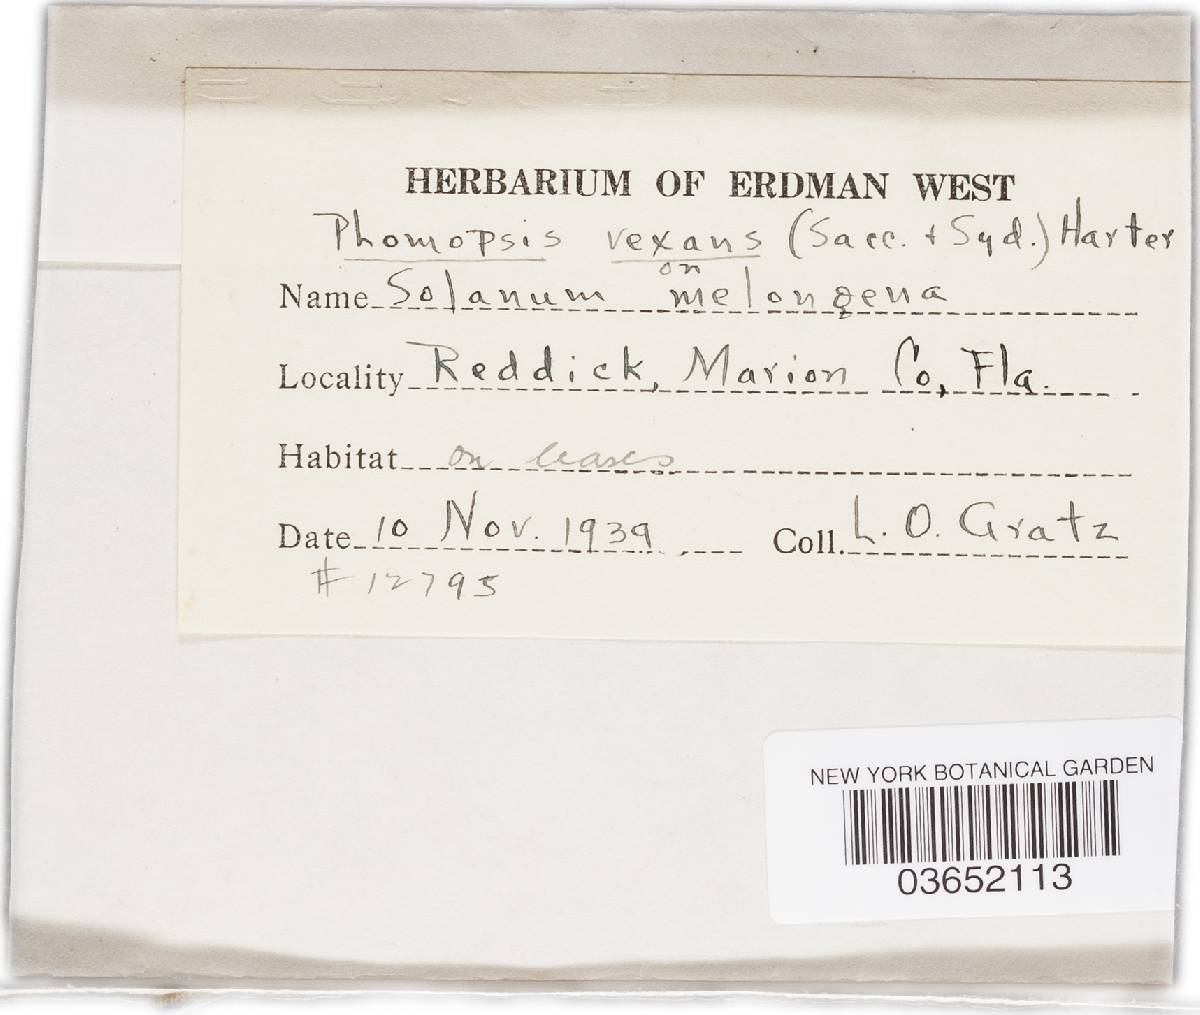 HERBARIUM OF ERDMAN WEST
Phomopsis vexans (Sacc. + Syd.) Harter
on
Name Solanum melongena
Locality Reddick, Marion Co, Fla.
Habitat on leaves
Date 10 Nov. 1939 Coll. L. O. Gratz
# 12795
NEW YORK BOTANICAL GARDEN
03652113